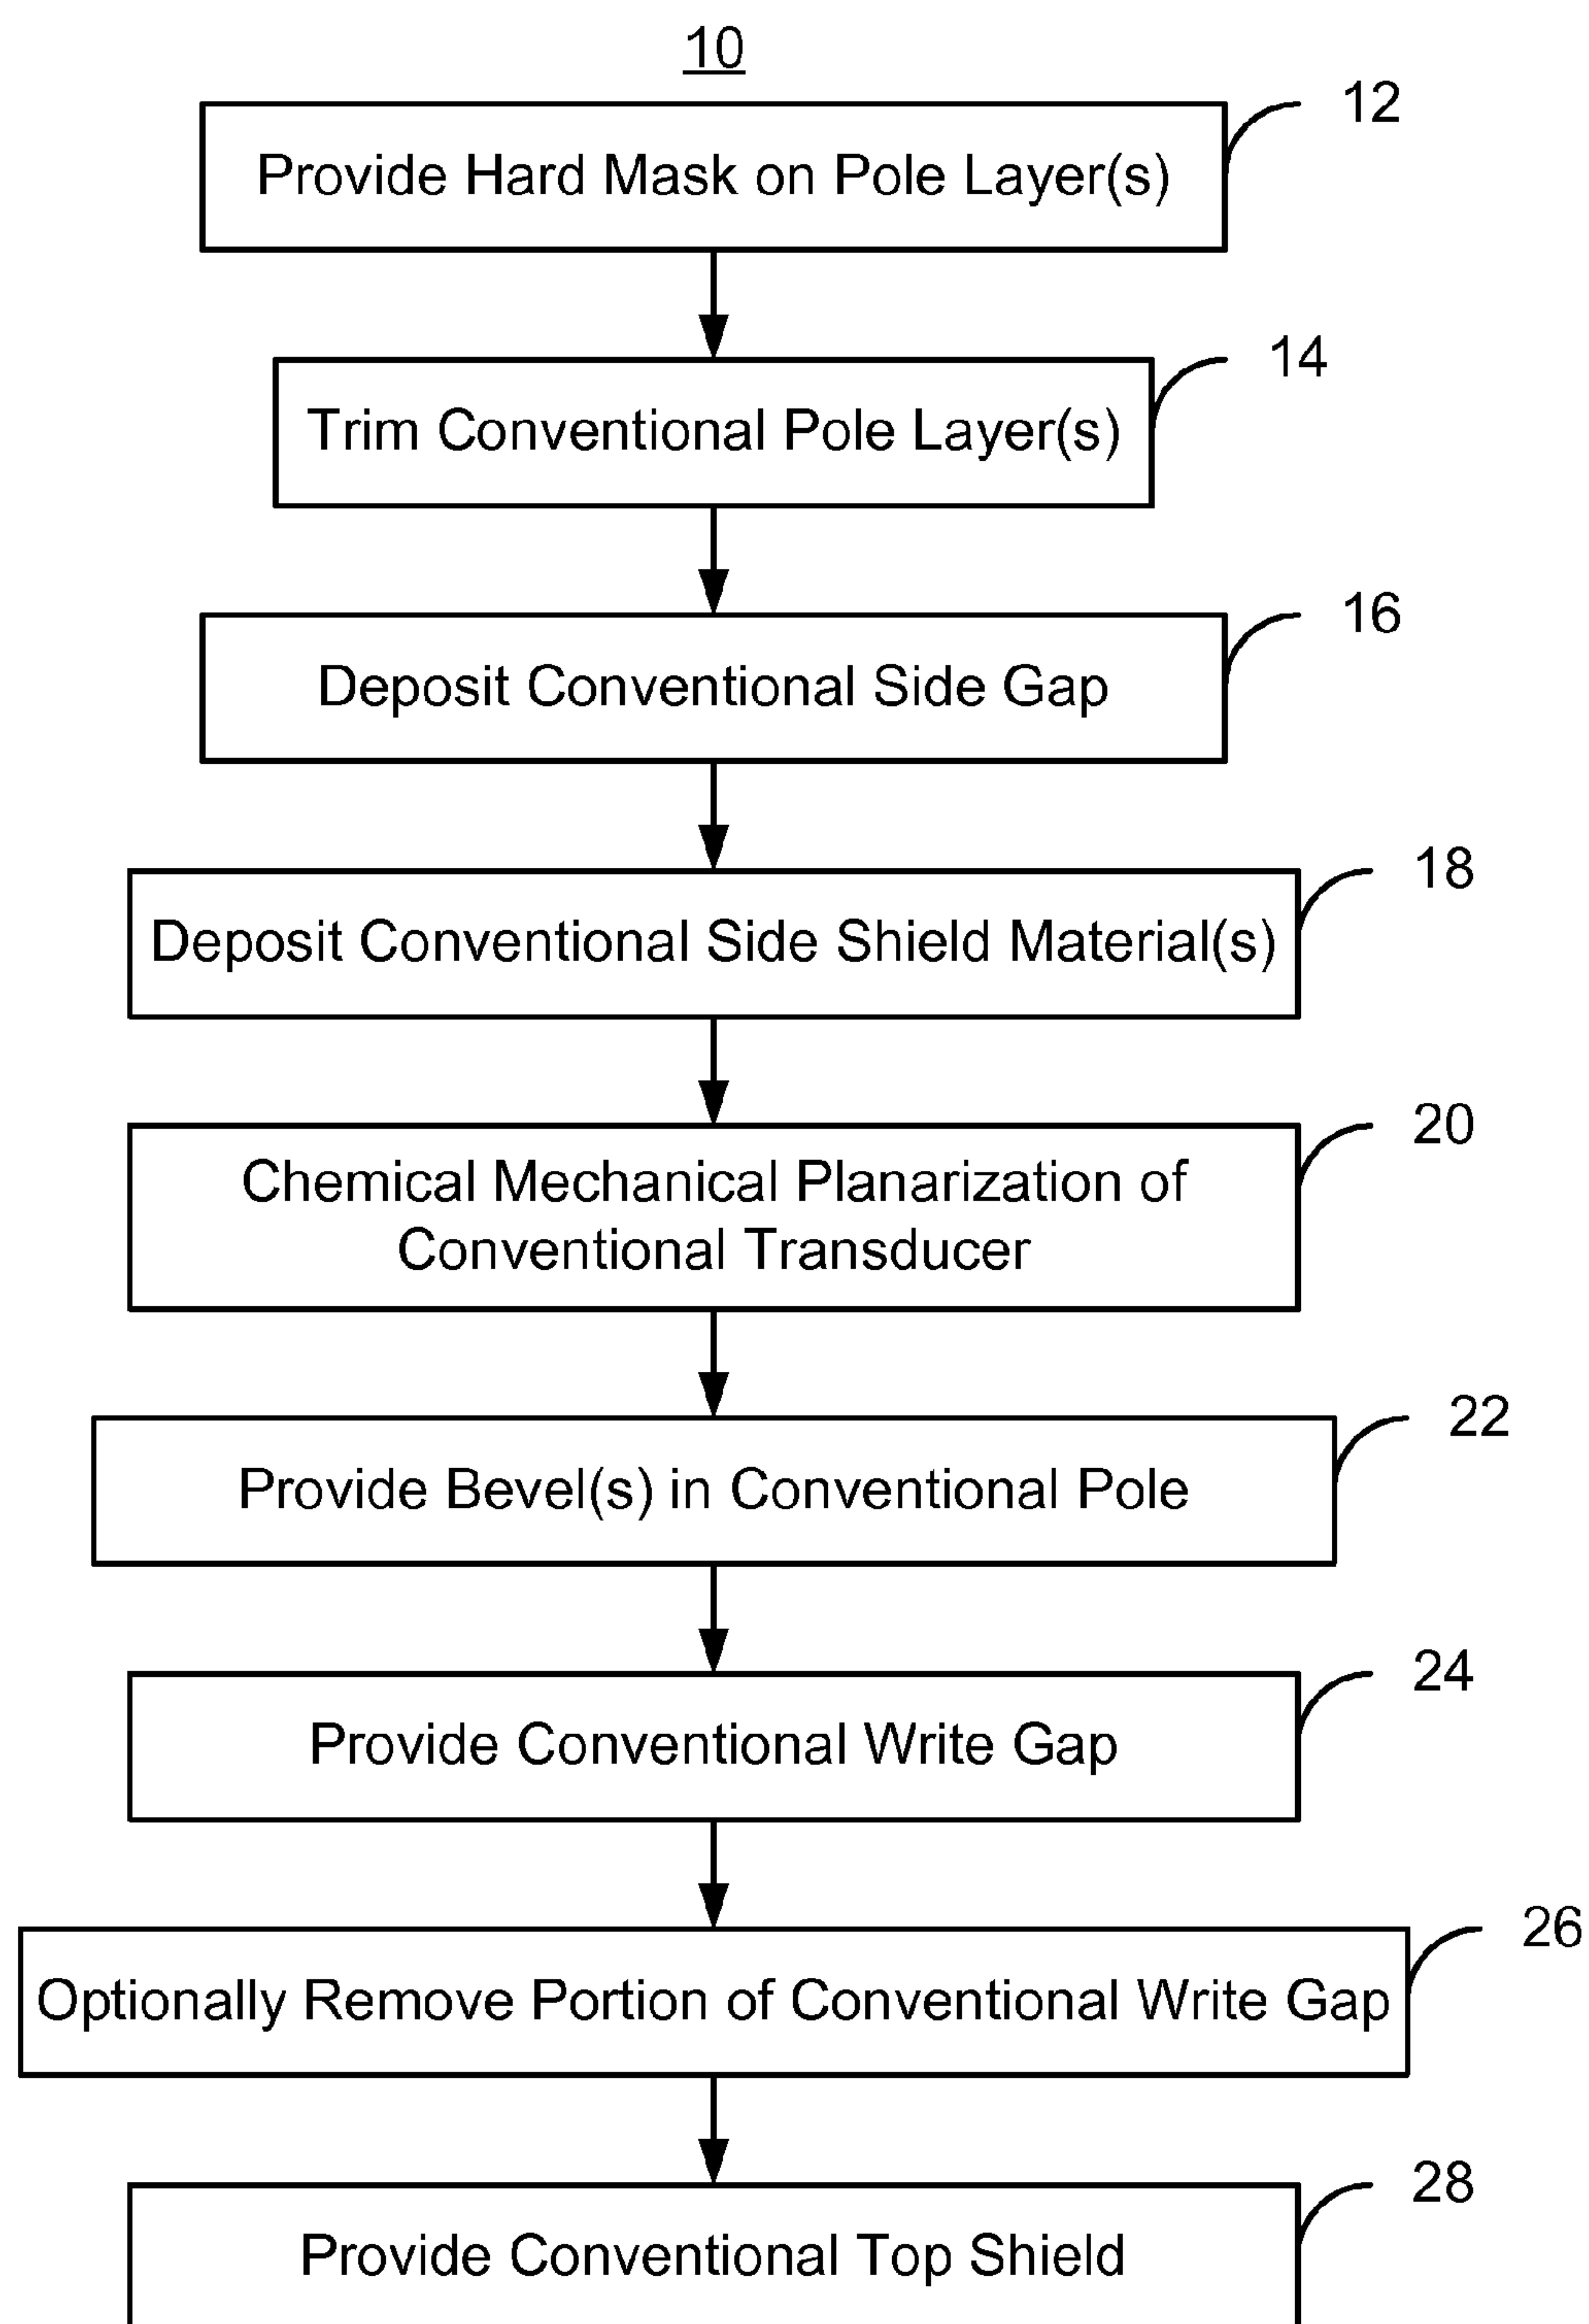 10
12
Provide Hard Mask on Pole Layer(s)
14
Trim Conventional Pole Layer(s)
16
Deposit Conventional Side Gap
18
Deposit Conventional Side Shield Material(s)
20
Chemical Mechanical Planarization of
Conventional Transducer
22
Provide Bevel(s) in Conventional Pole
24
Provide Conventional Write Gap
26
Optionally Remove Portion of Conventional Write Gap
28
Provide Conventional Top Shield